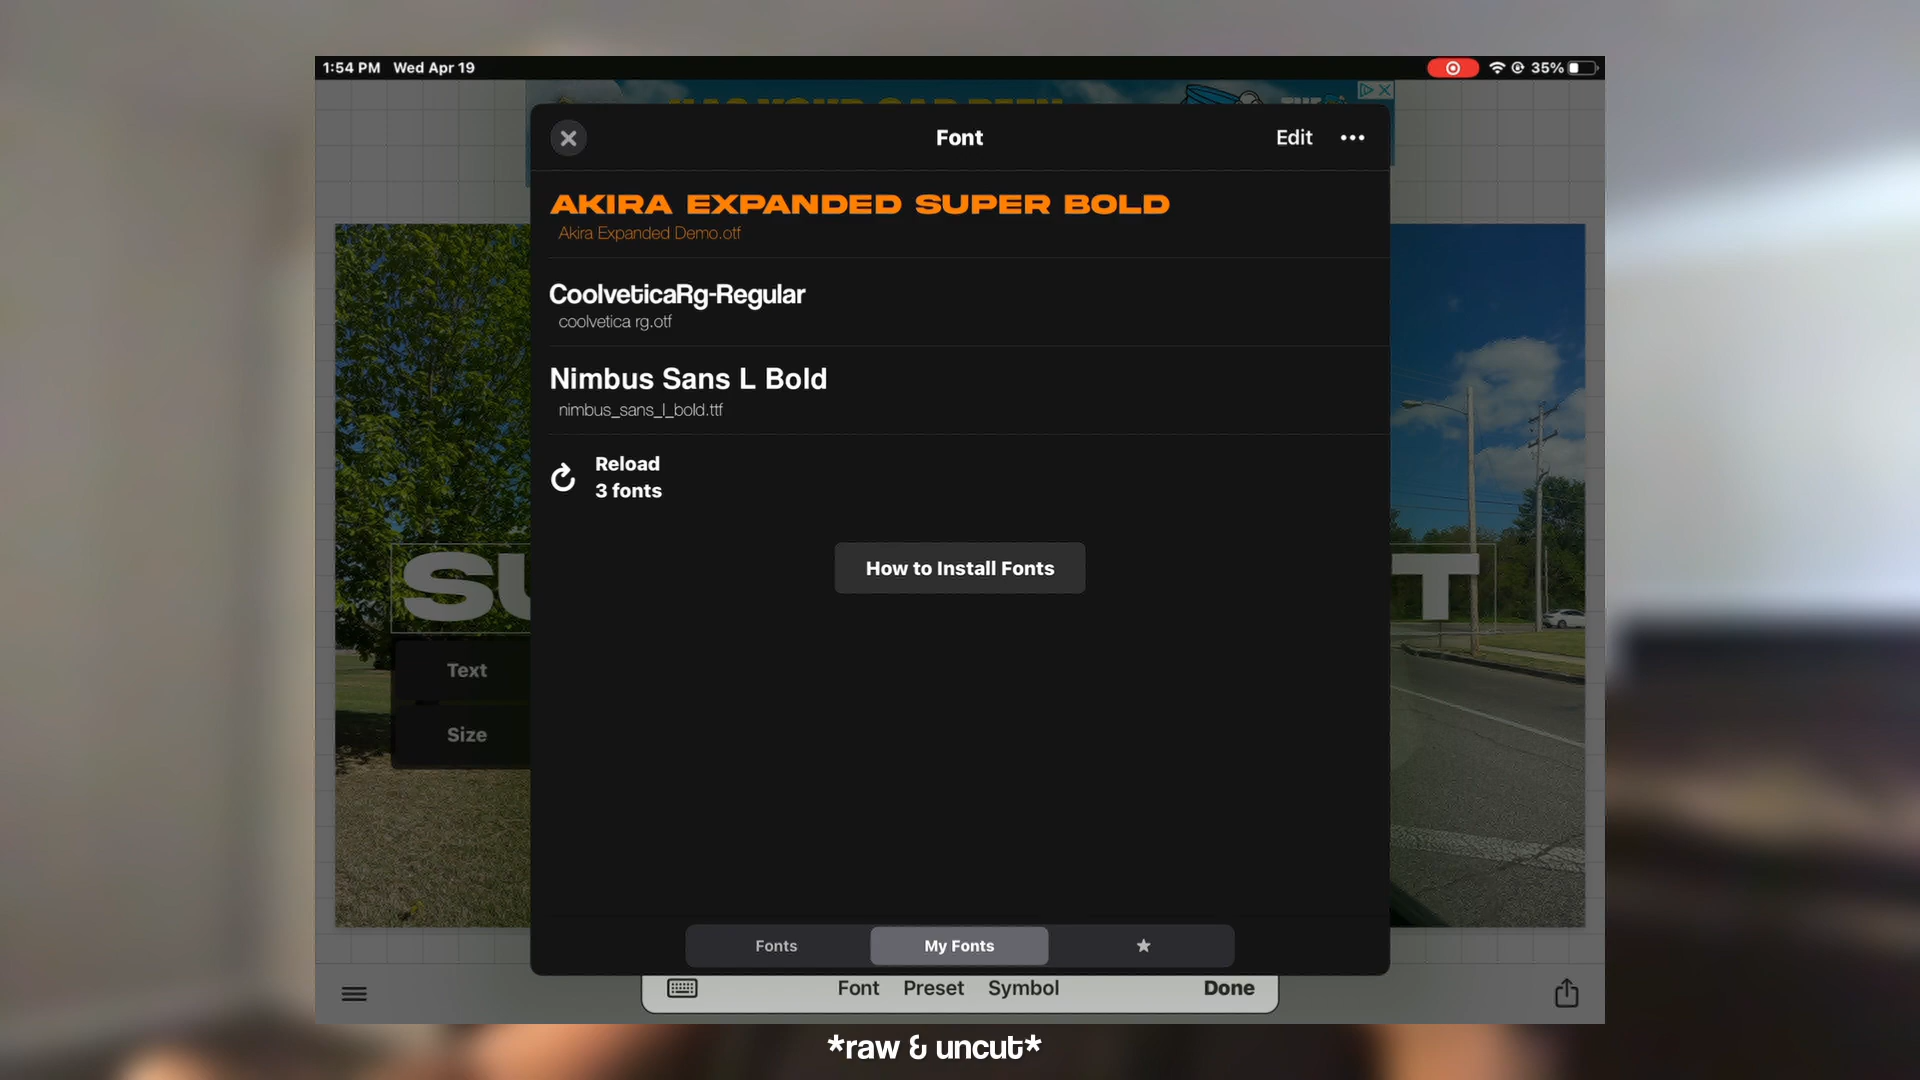 1:54 PM Wed Apr 19
35%
Font
Edit
AKIRA EXPANDED SUPER BOLD
Akira Expanded Demo.otf
CoolveticaRg-Regular
coolvetica rg.otf
Nimbus Sans L Bold
nimbus_sans_l_bold.ttf
Reload
3 fonts
How to Install Fonts
Text
Size
Fonts
My Fonts
Font
Preset
Symbol
Done
*raw & uncut*